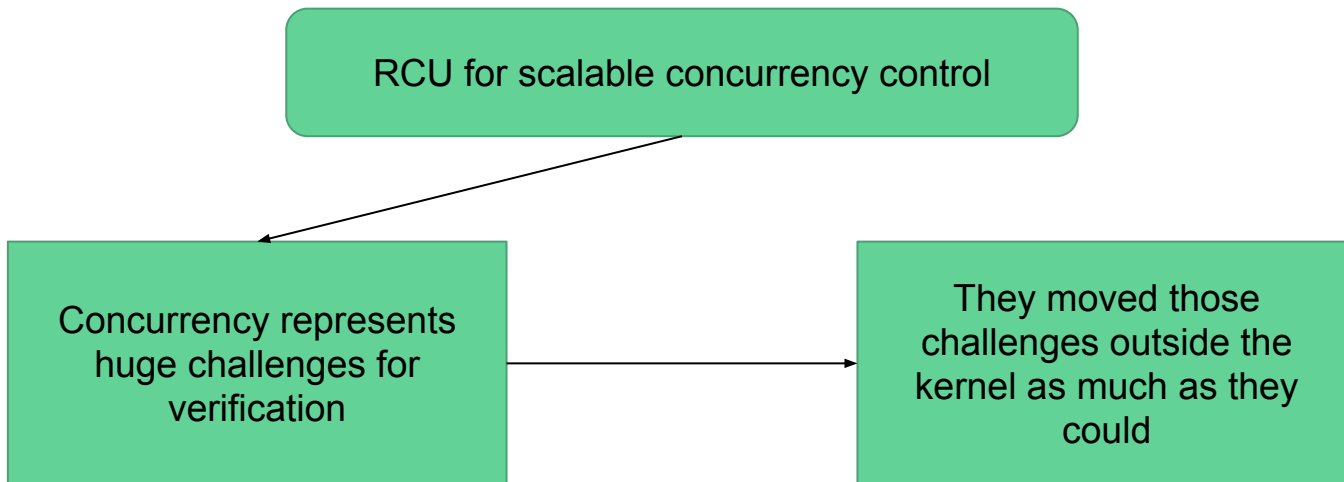 RCU for scalable concurrency control
Concurrency represents
huge challenges for
verification
They moved those
challenges outside the
kernel as much as they
could